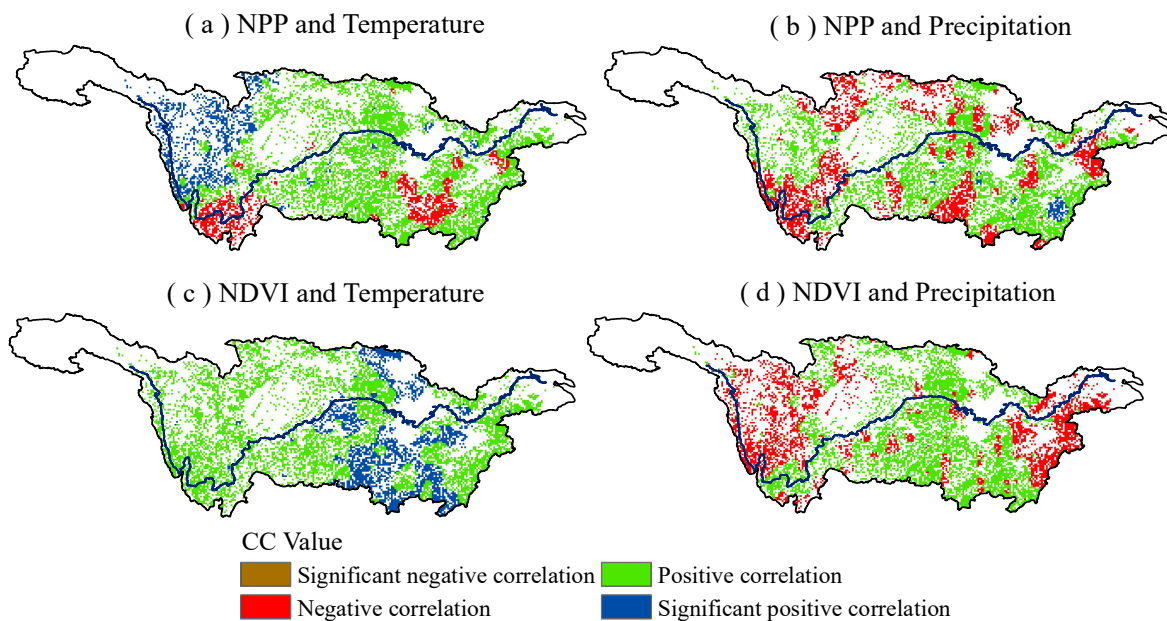 ( a ) NPP and Temperature
( b ) NPP and Precipitation
( c ) NDVI and Temperature
( d ) NDVI and Precipitation
CC Value
Significant negative correlation
Positive correlation
Negative correlation
Significant positive correlation